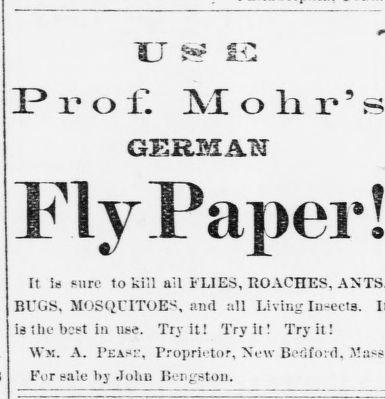 USE
Prof. Mohr's
GERMAN
Fly Paper!
It is sure to kill all FLIES, ROACHES, ANTS,
BUGS, MOSQUITOES, and all Living Insects. It
is the best in use. Try it! Try it! Try it!
WM. A. PEASE, Proprietor, New Bedford, Mass
For sale by John Bengston.